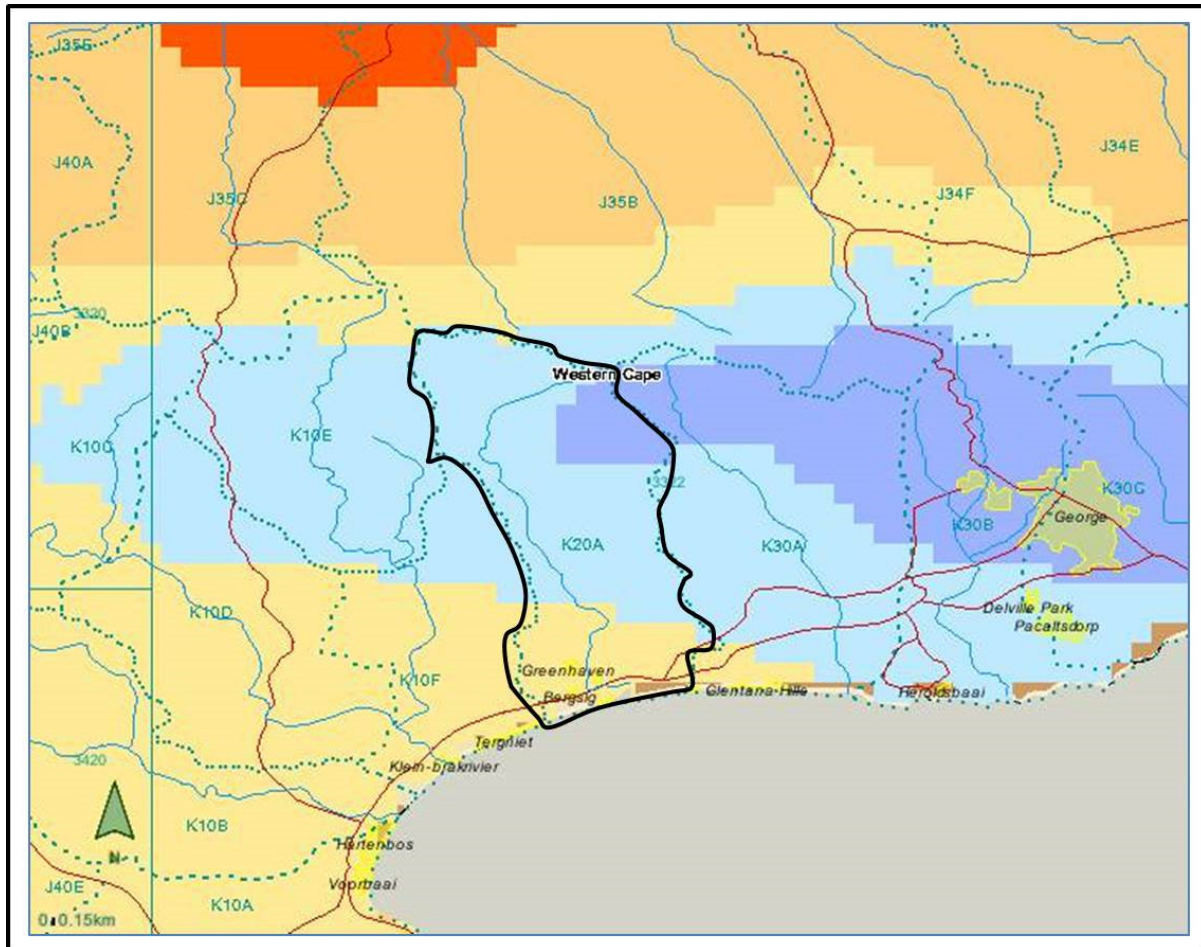 J35E
J40A
J34E
J35C
J35B
J34F
3320
J40B
Western Cape
K10C
K10E
3322
K30C
George
K30B
K20A
K30A
K10D
Delville Park
Pacaltsdorp
Greenhaven
K10F
Bergsig
Glentana-Hills
Heroldsbaai
Tergniet
3420
Klein-brakrivier
K10B
Hartenbos
N
J40E
Voorbaai
K10A
0 0.15km